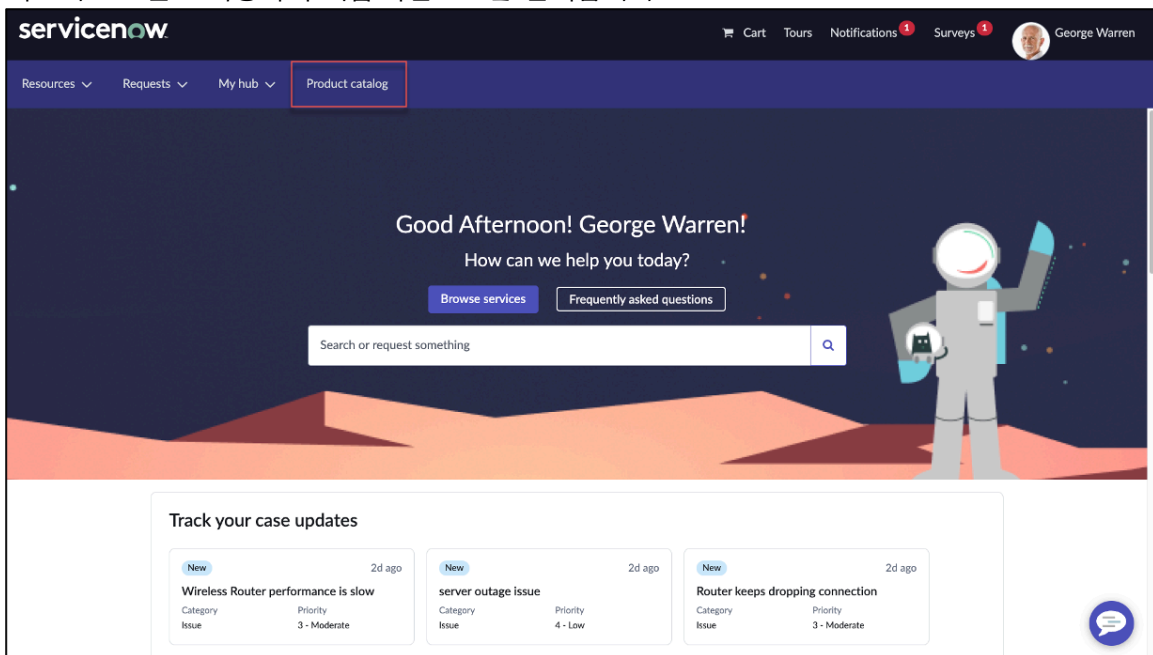 servicenow
Cart Tours Notifications 1 Surveys 1 George Warren
Resources Requests My hub Product catalog
Good Afternoon! George Warren!
How can we help you today?
Browse services Frequently asked questions
Search or request something
Track your case updates
New 2d ago New 2d ago New 2d ago
Wireless Router performance is slow server outage issue Router keeps dropping connection
Category Priority Category Priority Category Priority
Issue 3 - Moderate Issue 4 - Low Issue 3 - Moderate